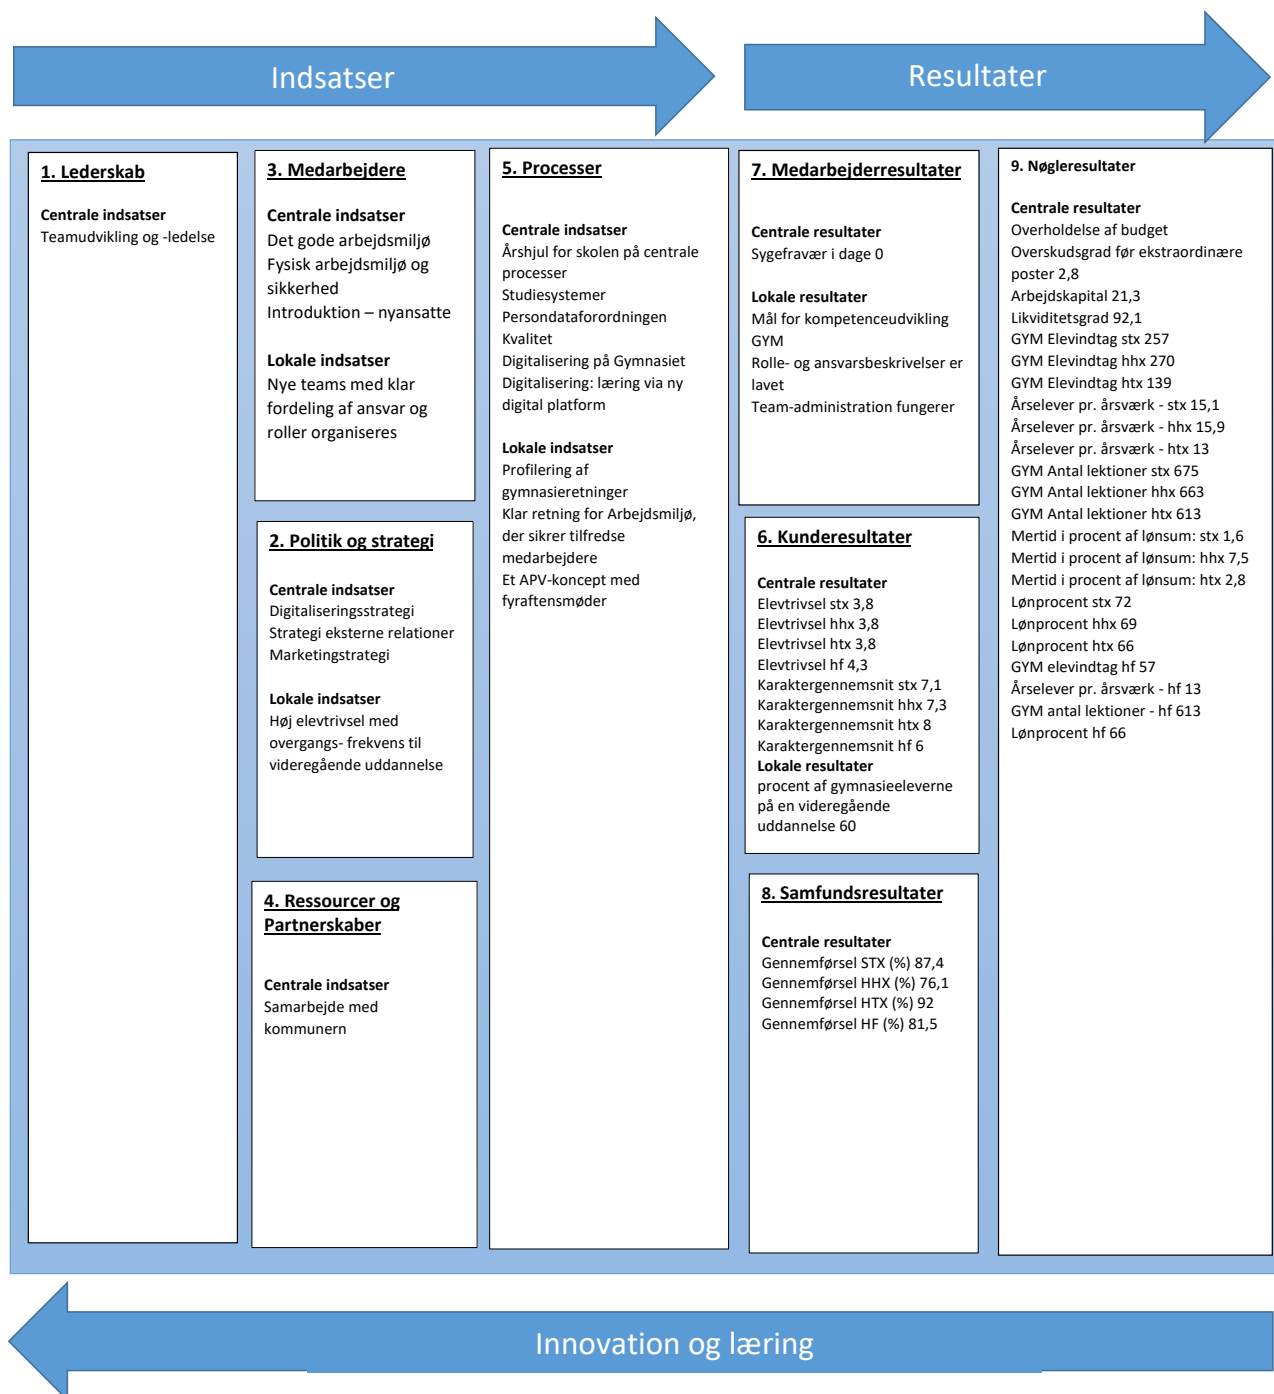 Indsatser
Resultater
1. Lederskab
Centrale indsatser
Teamudvikling og -ledelse
3. Medarbejdere
Centrale indsatser
Det gode arbejdsmiljø
Fysisk arbejdsmiljø og
sikkerhed
Introduktion – nyansatte
Lokale indsatser
Nye teams med klar
fordeling af ansvar og
roller organiseres
2. Politik og strategi
Centrale indsatser
Digitaliseringsstrategi
Strategi eksterne relationer
Marketingstrategi
Lokale indsatser
Høj elevtrivsel med
overgangs- frekvens til
videregående uddannelse
4. Ressourcer og
Partnerskaber
Centrale indsatser
Samarbejde med
kommunern
5. Processer
Centrale indsatser
Årshjul for skolen på centrale
processer
Studiesystemer
Persondataforordningen
Kvalitet
Digitalisering på Gymnasiet
Digitalisering: læring via ny
digital platform
Lokale indsatser
Profilering af
gymnasieretninger
Klar retning for Arbejdsmiljø,
der sikrer tilfredse
medarbejdere
Et APV-koncept med
fyraftensmøder
7. Medarbejderresultater
Centrale resultater
Sygefravær i dage 0
Lokale resultater
Mål for kompetenceudvikling
GYM
Rolle- og ansvarsbeskrivelser er
lavet
Team-administration fungerer
6. Kunderesultater
Centrale resultater
Elevtrivsel stx 3,8
Elevtrivsel hhx 3,8
Elevtrivsel htx 3,8
Elevtrivsel hf 4,3
Karaktergennemsnit stx 7,1
Karaktergennemsnit hhx 7,3
Karaktergennemsnit htx 8
Karaktergennemsnit hf 6
Lokale resultater
procent af gymnasieeleverne
på en videregående
uddannelse 60
8. Samfundsresultater
Centrale resultater
Gennemførsel STX (%) 87,4
Gennemførsel HHX (%) 76,1
Gennemførsel HTX (%) 92
Gennemførsel HF (%) 81,5
9. Nøgleresultater
Centrale resultater
Overholdelse af budget
Overskudsgrad før ekstraordinære
poster 2,8
Arbejdskapital 21,3
Likviditetsgrad 92,1
GYM Elevindtag stx 257
GYM Elevindtag hhx 270
GYM Elevindtag htx 139
Årselever pr. årsværk - stx 15,1
Årselever pr. årsværk - hhx 15,9
Årselever pr. årsværk - htx 13
GYM Antal lektioner stx 675
GYM Antal lektioner hhx 663
GYM Antal lektioner htx 613
Mertid i procent af lønsum: stx 1,6
Mertid i procent af lønsum: hhx 7,5
Mertid i procent af lønsum: htx 2,8
Lønprocent stx 72
Lønprocent hhx 69
Lønprocent htx 66
GYM elevindtag hf 57
Årselever pr. årsværk - hf 13
GYM antal lektioner - hf 613
Lønprocent hf 66
Innovation og læring